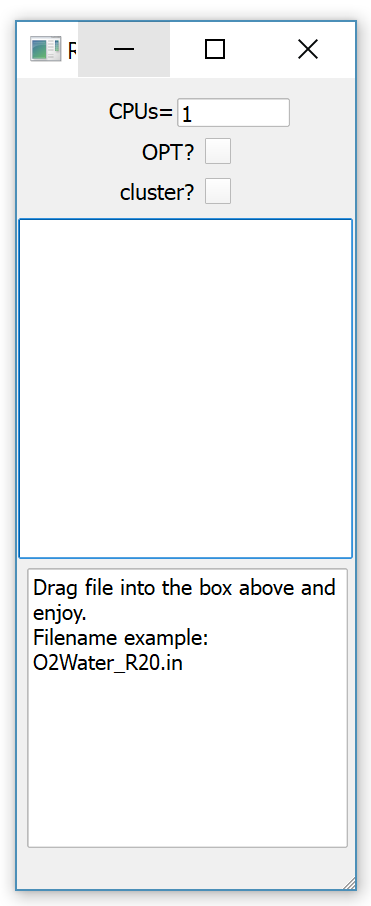 CPUs= 1
OPT?
cluster?
Drag file into the box above and
enjoy.
Filename example:
O2Water_R20.in